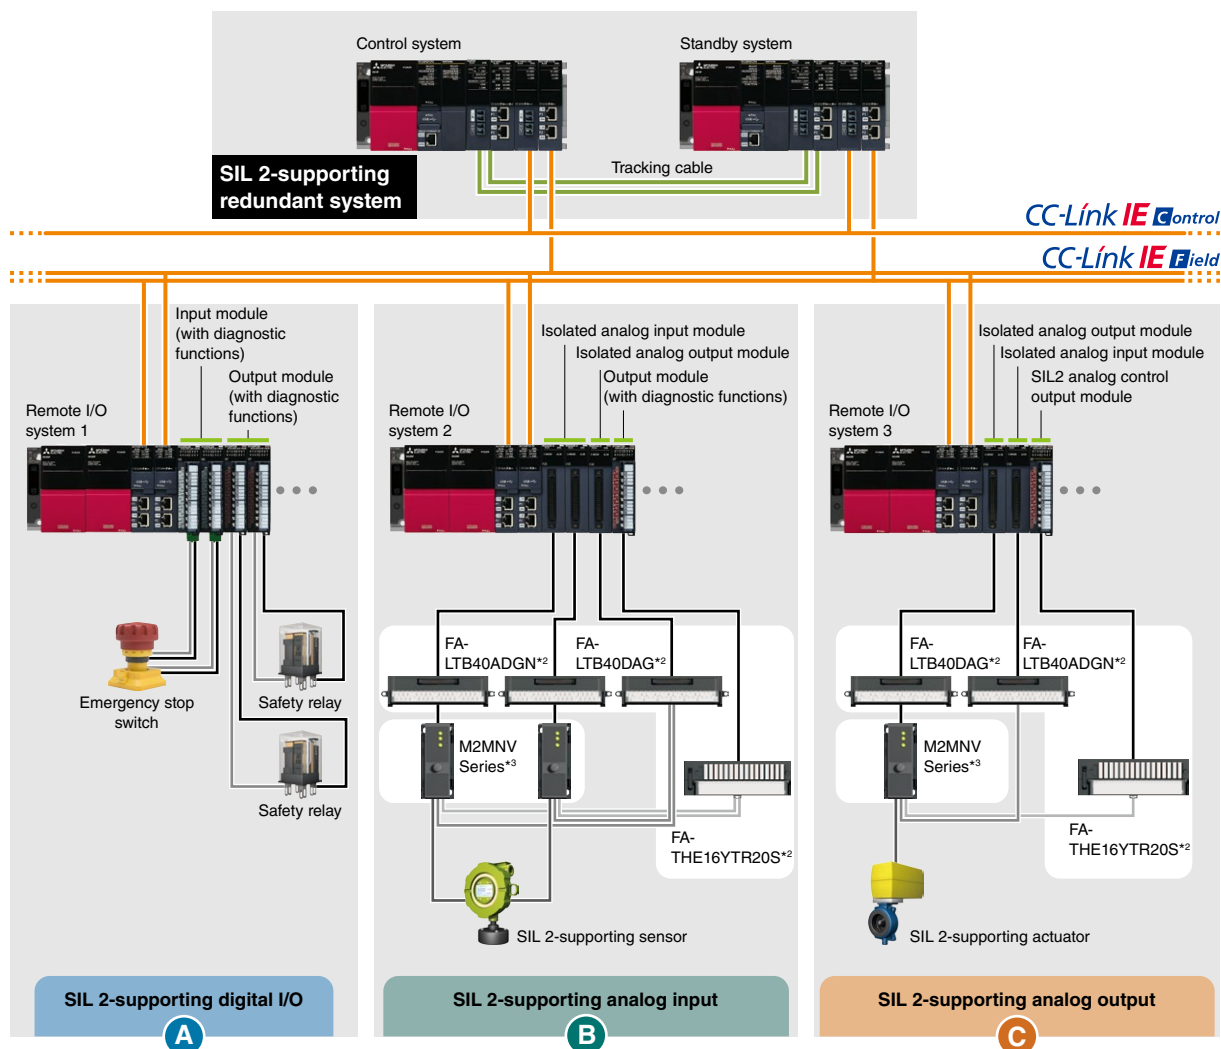 Control system
Standby system
Tracking cable
SIL 2-supporting
redundant system
CC-Link IE Control
CC-Link IE Field
Input module
(with diagnostic
functions)
Output module
(with diagnostic
functions)
Remote I/O
system 1
Emergency stop
switch
Safety relay
Safety relay
SIL 2-supporting digital I/O
A
Isolated analog input module
Isolated analog output module
Output module
(with diagnostic functions)
Remote I/O
system 2
FA-
LTB40ADGN*2
FA-
LTB40DAG*2
M2MNV
Series*3
FA-
THE16YTR20S*2
SIL 2-supporting sensor
SIL 2-supporting analog input
B
Isolated analog output module
Isolated analog input module
SIL2 analog control
output module
Remote I/O
system 3
FA-
LTB40DAG*2
FA-
LTB40ADGN*2
M2MNV
Series*3
FA-
THE16YTR20S*2
SIL 2-supporting actuator
SIL 2-supporting analog output
C